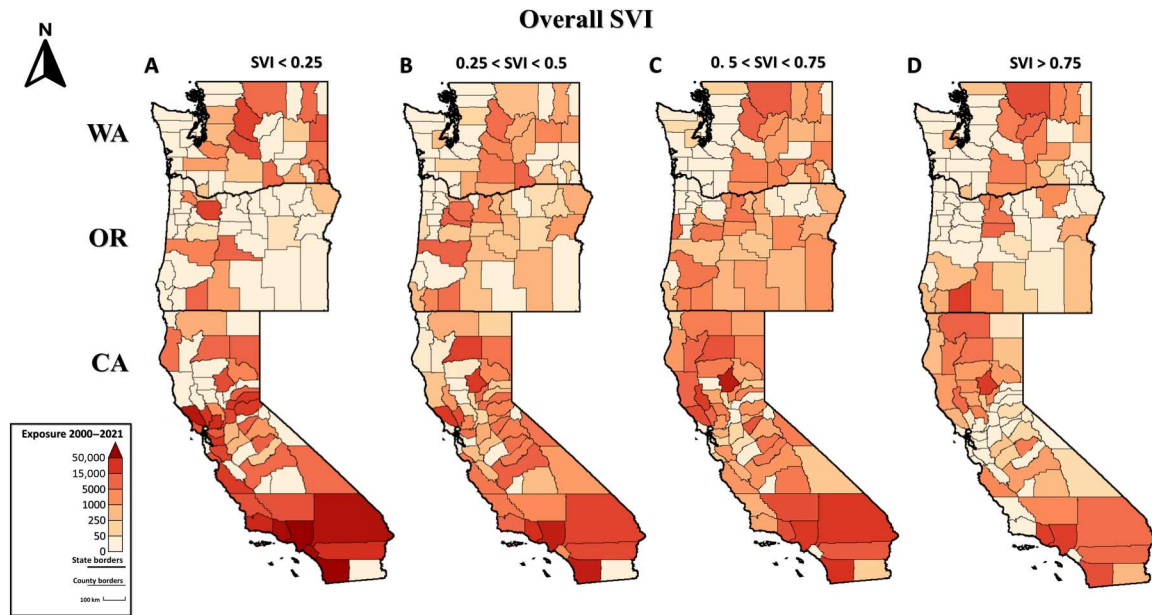 Overall SVI
N
A SVI < 0.25
B 0.25 < SVI < 0.5
C 0. 5 < SVI < 0.75
D SVI > 0.75
WA
OR
CA
Exposure 2000–2021
50,000
15,000
5000
1000
250
50
0
State borders
County borders
100 km